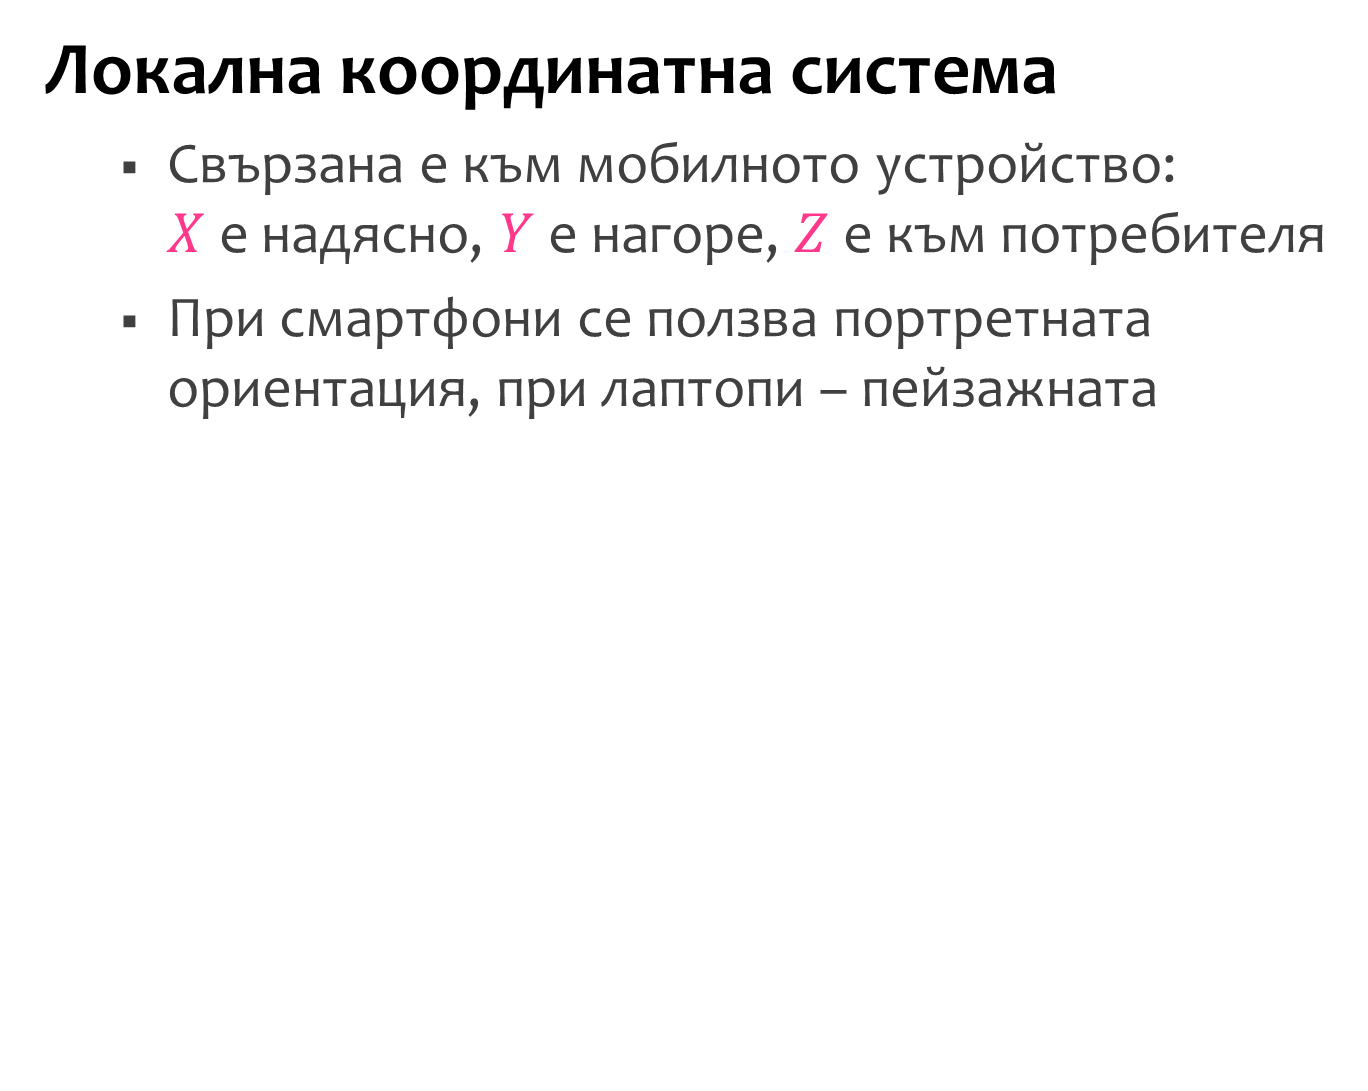 Локална координатна система
▪ Свързана е към мобилното устройство:
X е надясно, Y е нагоре, Z е към потребителя
▪ При смартфони се ползва портретната
ориентация, при лаптопи – пейзажната